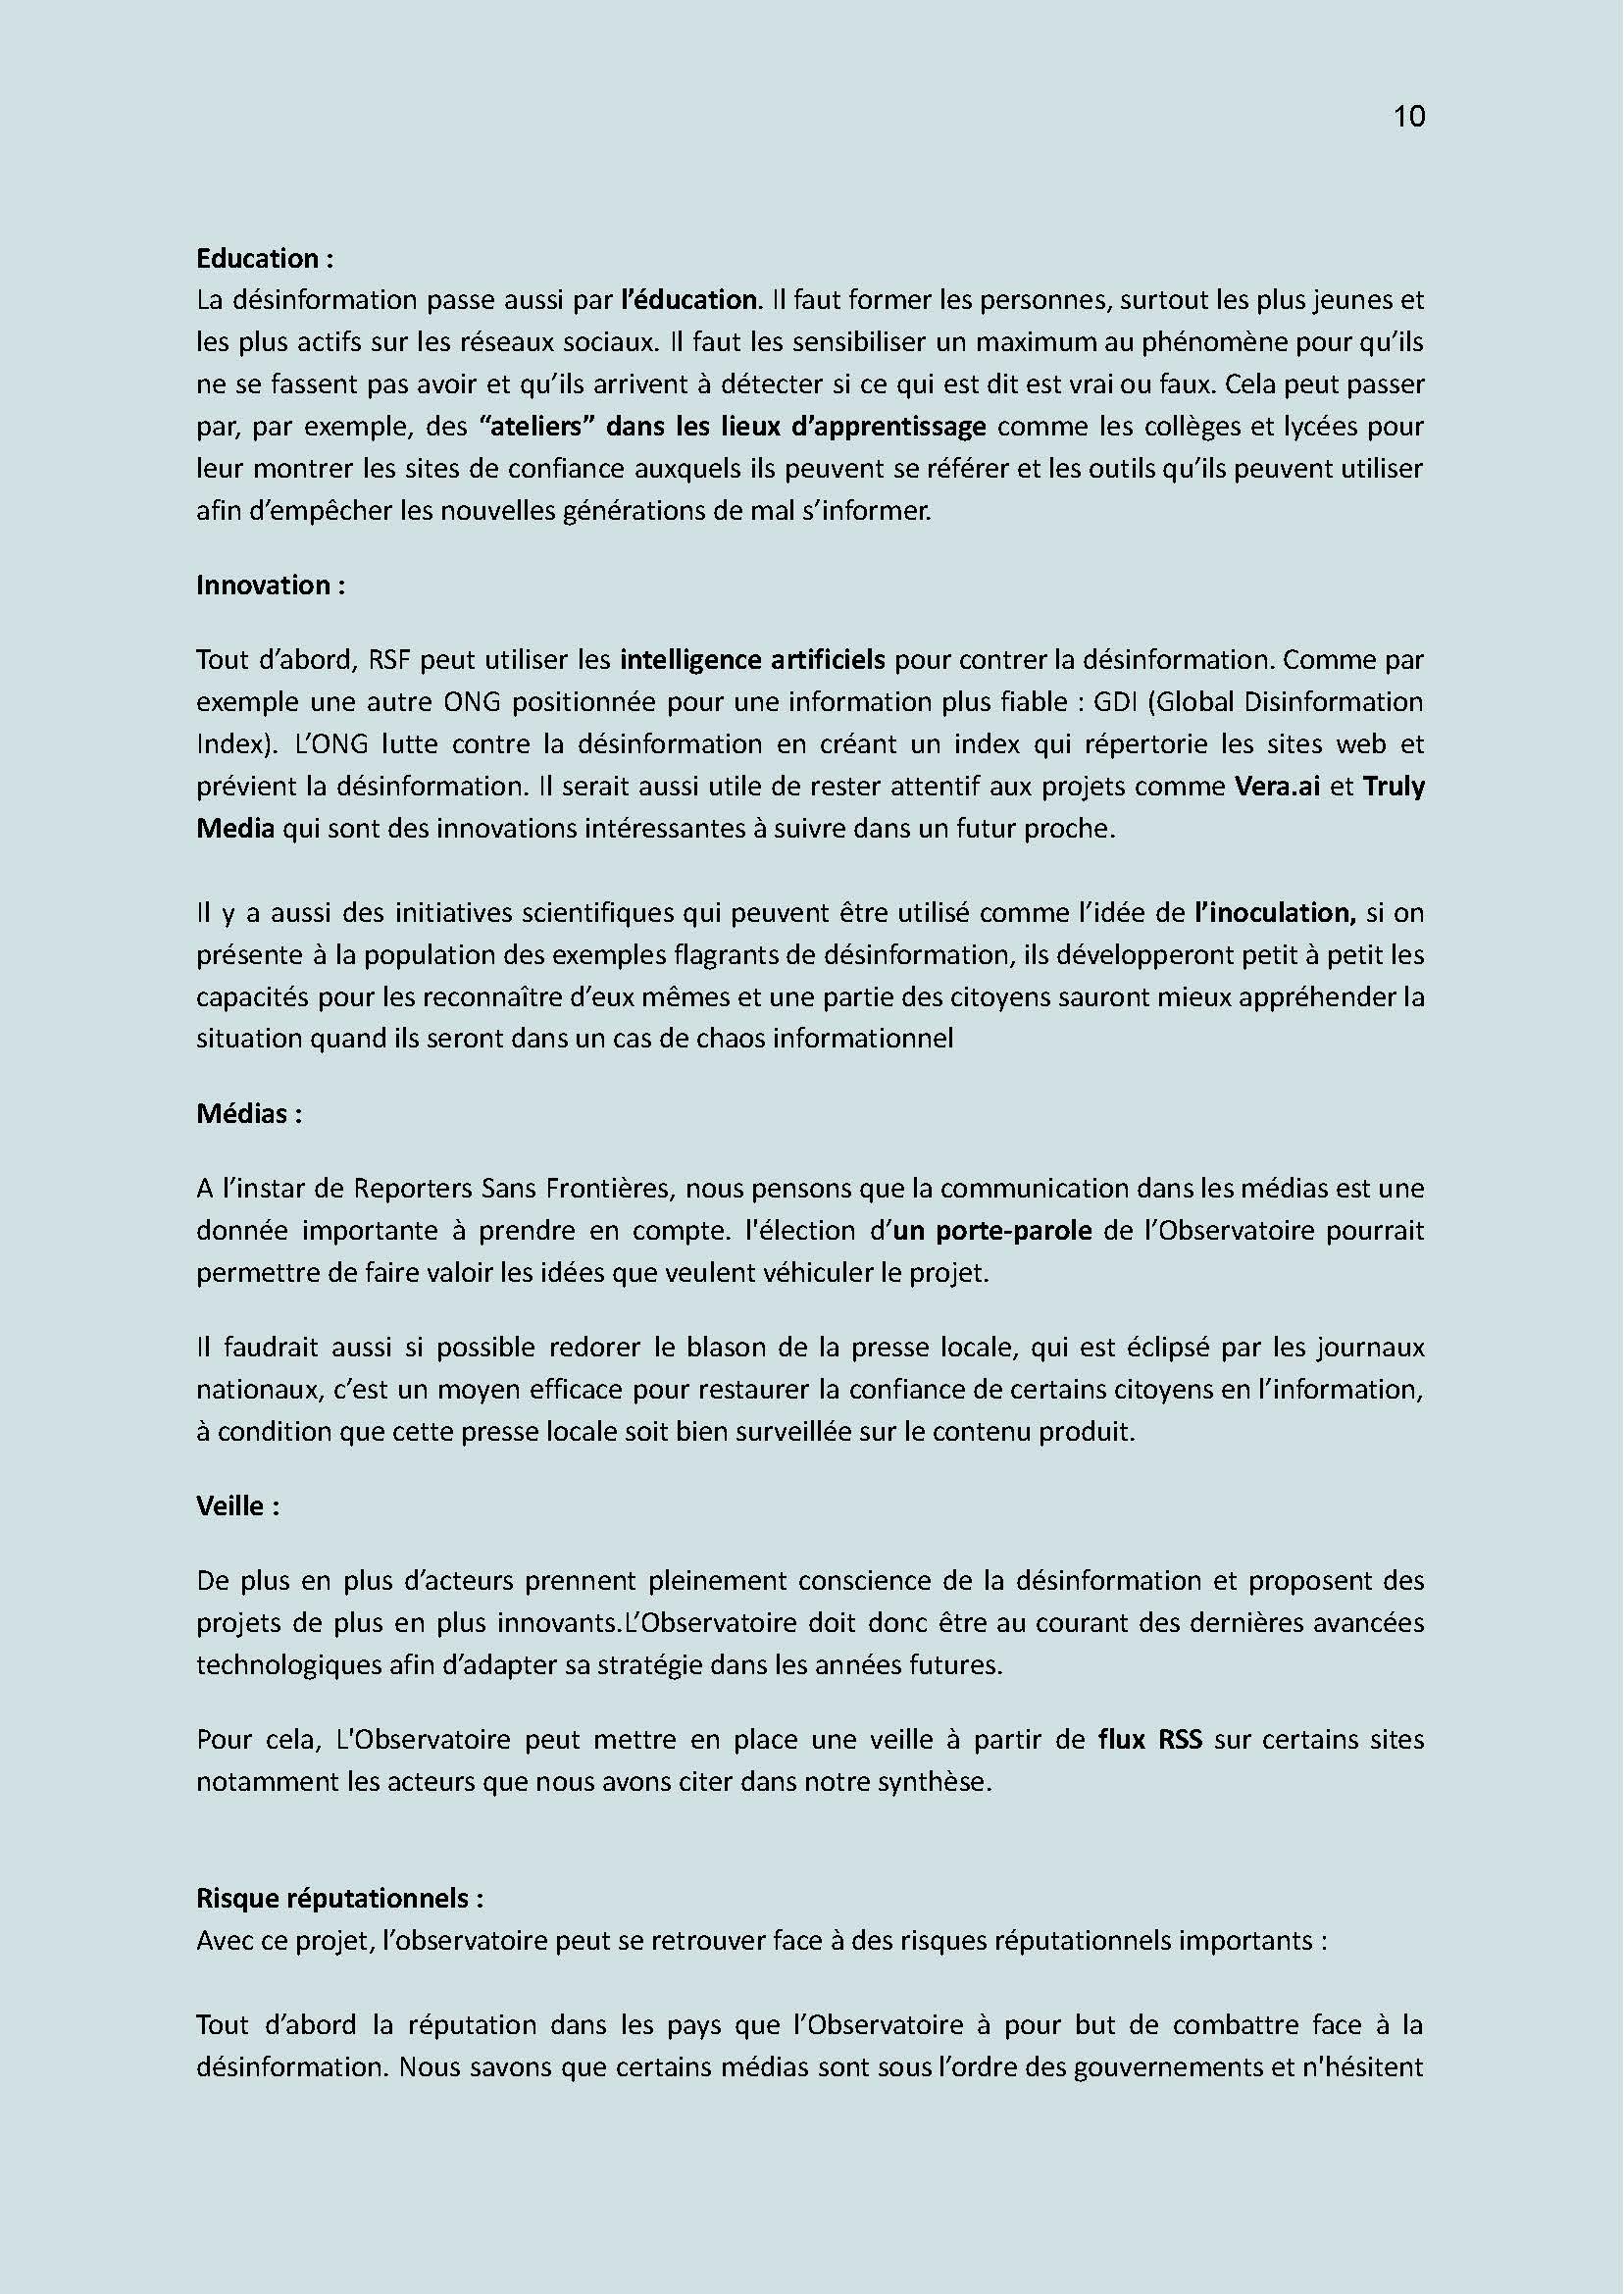 10
Education :
La désinformation passe aussi par l’éducation. Il faut former les personnes, surtout les plus jeunes et
les plus actifs sur les réseaux sociaux. Il faut les sensibiliser un maximum au phénomène pour qu’ils
ne se fassent pas avoir et qu’ils arrivent à détecter si ce qui est dit est vrai ou faux. Cela peut passer
par, par exemple, des “ateliers” dans les lieux d’apprentissage comme les collèges et lycées pour
leur montrer les sites de confiance auxquels ils peuvent se référer et les outils qu’ils peuvent utiliser
afin d’empêcher les nouvelles générations de mal s’informer.
Innovation :
Tout d’abord, RSF peut utiliser les intelligence artificiels pour contrer la désinformation. Comme par
exemple une autre ONG positionnée pour une information plus fiable : GDI (Global Disinformation
Index). L’ONG lutte contre la désinformation en créant un index qui répertorie les sites web et
prévient la désinformation. Il serait aussi utile de rester attentif aux projets comme Vera.ai et Truly
Media qui sont des innovations intéressantes à suivre dans un futur proche.
Il y a aussi des initiatives scientifiques qui peuvent être utilisé comme l’idée de l’inoculation, si on
présente à la population des exemples flagrants de désinformation, ils développeront petit à petit les
capacités pour les reconnaître d’eux mêmes et une partie des citoyens sauront mieux appréhender la
situation quand ils seront dans un cas de chaos informationnel
Médias :
A l’instar de Reporters Sans Frontières, nous pensons que la communication dans les médias est une
donnée importante à prendre en compte. l'élection d’un porte-parole de l’Observatoire pourrait
permettre de faire valoir les idées que veulent véhiculer le projet.
Il faudrait aussi si possible redorer le blason de la presse locale, qui est éclipsé par les journaux
nationaux, c’est un moyen efficace pour restaurer la confiance de certains citoyens en l’information,
à condition que cette presse locale soit bien surveillée sur le contenu produit.
Veille :
De plus en plus d’acteurs prennent pleinement conscience de la désinformation et proposent des
projets de plus en plus innovants.L’Observatoire doit donc être au courant des dernières avancées
technologiques afin d’adapter sa stratégie dans les années futures.
Pour cela, L'Observatoire peut mettre en place une veille à partir de flux RSS sur certains sites
notamment les acteurs que nous avons citer dans notre synthèse.
Risque réputationnels :
Avec ce projet, l’observatoire peut se retrouver face à des risques réputationnels importants :
Tout d’abord la réputation dans les pays que l’Observatoire à pour but de combattre face à la
désinformation. Nous savons que certains médias sont sous l’ordre des gouvernements et n'hésitent